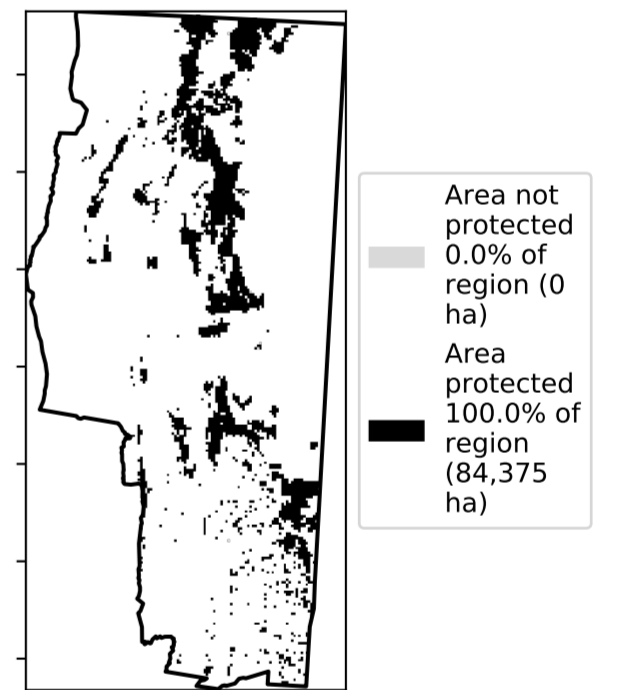 Area not
protected
0.0% of
region (0
ha)
Area
protected
100.0% of
region
(84,375
ha)